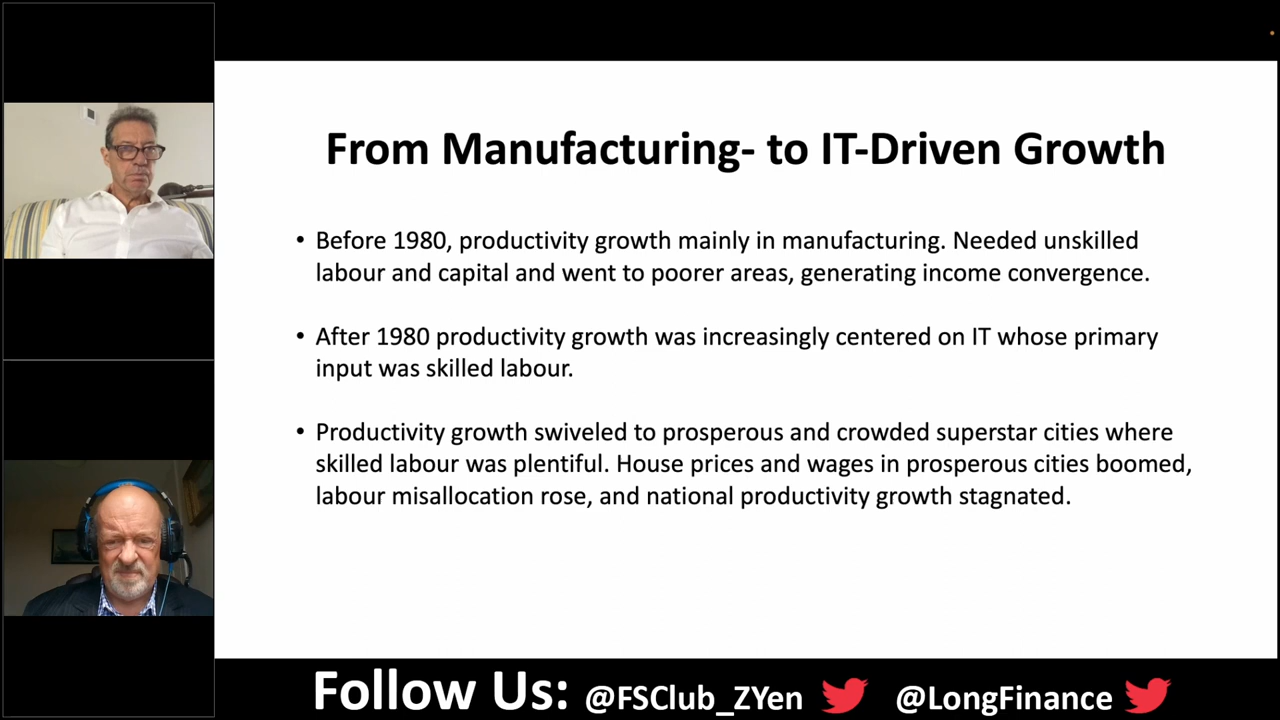 From Manufacturing- to IT-Driven Growth
• Before 1980, productivity growth mainly in manufacturing. Needed unskilled
labour and capital and went to poorer areas, generating income convergence.
• After 1980 productivity growth was increasingly centered on IT whose primary
input was skilled labour.
• Productivity growth swiveled to prosperous and crowded superstar cities where
skilled labour was plentiful. House prices and wages in prosperous cities boomed,
labour misallocation rose, and national productivity growth stagnated.
Follow Us: @FSClub_ZYen @LongFinance